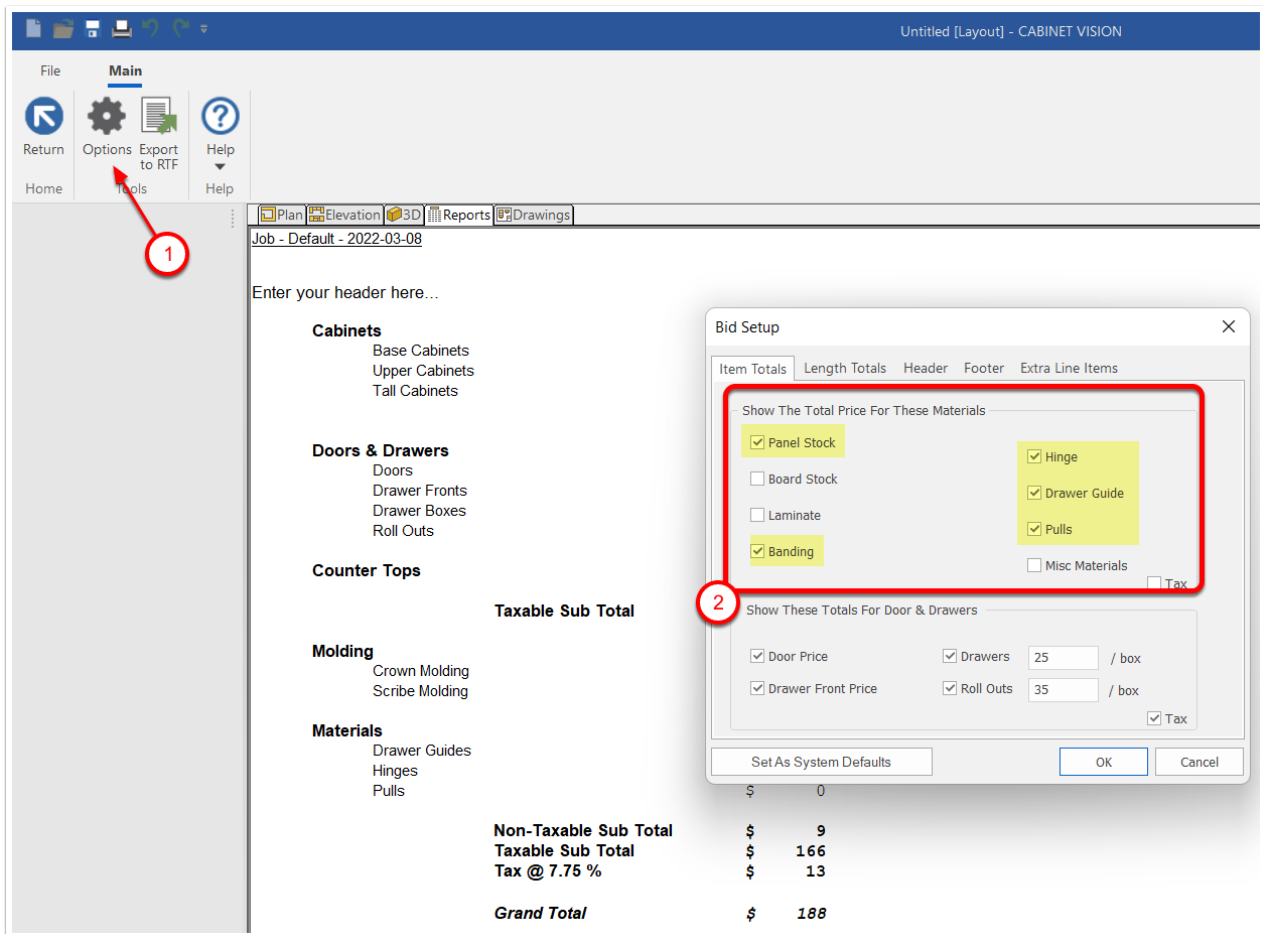 Untitled [Layout] - CABINET VISION
File Main
Return Options Export to RTF Help
Home Tools Help
1
Plan Elevation 3D Reports Drawings
Job - Default - 2022-03-08
Enter your header here...
Cabinets
Base Cabinets
Upper Cabinets
Tall Cabinets
Doors & Drawers
Doors
Drawer Fronts
Drawer Boxes
Roll Outs
Counter Tops
Taxable Sub Total
Molding
Crown Molding
Scribe Molding
Materials
Drawer Guides
Hinges
Pulls $ 0
Non-Taxable Sub Total $ 9
Taxable Sub Total $ 166
Tax @ 7.75 % $ 13
Grand Total $ 188
Bid Setup
Item Totals Length Totals Header Footer Extra Line Items
Show The Total Price For These Materials
Panel Stock
Board Stock
Laminate
Banding
Hinge
Drawer Guide
Pulls
Misc Materials
Tax
2
Show These Totals For Door & Drawers
Door Price Drawers 25 / box
Drawer Front Price Roll Outs 35 / box
Tax
Set As System Defaults OK Cancel